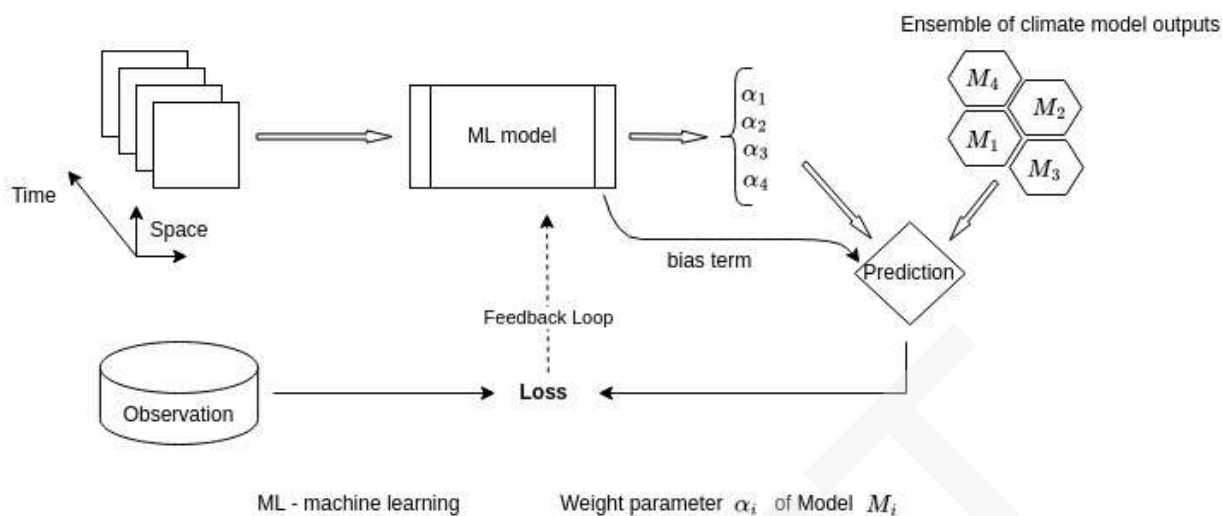 Ensemble of climate model outputs
M₄
M₂
M₁
M₃
ML model
α₁
α₂
α₃
α₄
Time
Space
bias term
Prediction
Feedback Loop
Observation
Loss
ML - machine learning
Weight parameter αᵢ of Model Mᵢ